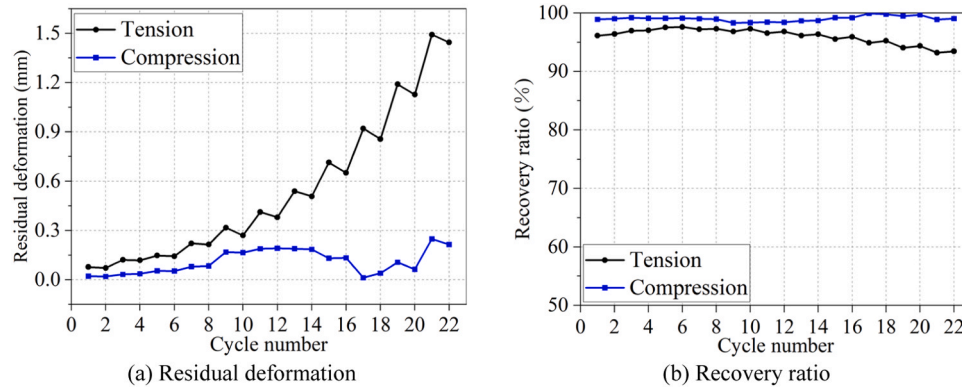 1.5
1.2
0.9
0.6
0.3
0.0
Residual deformation (mm)
Tension
Compression
0 2 4 6 8 10 12 14 16 18 20 22
Cycle number
(a) Residual deformation
100
90
80
70
60
50
Recovery ratio (%)
Tension
Compression
0 2 4 6 8 10 12 14 16 18 20 22
Cycle number
(b) Recovery ratio